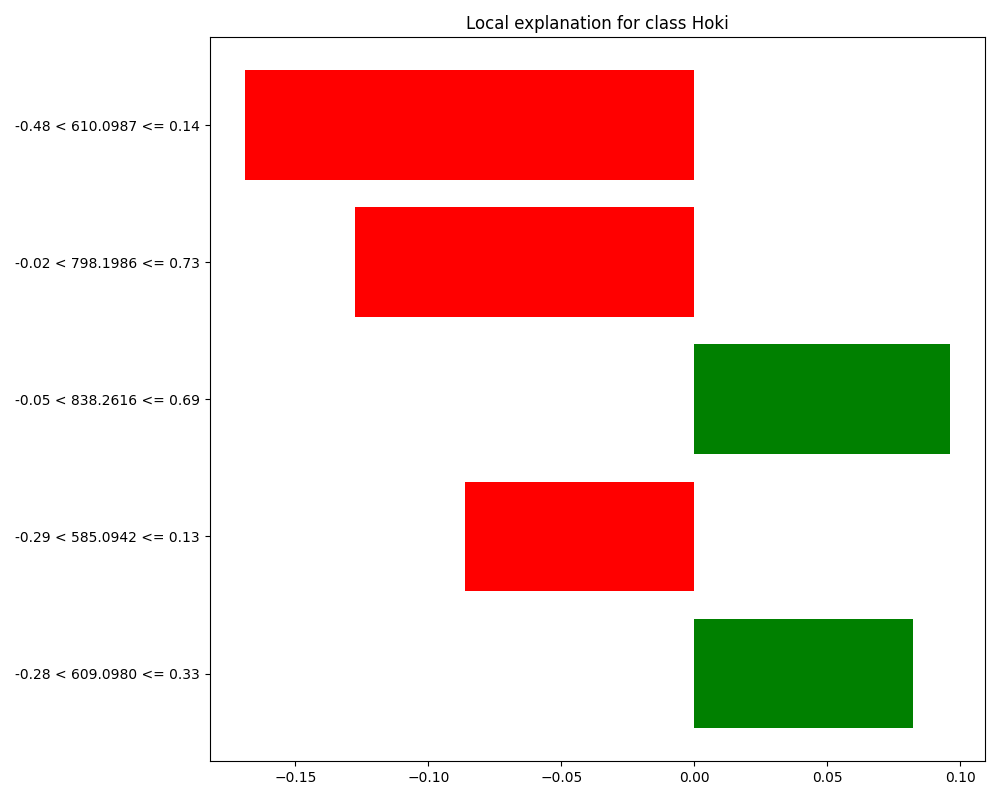 Local explanation for class Hoki
-0.48 < 610.0987 <= 0.14
-0.02 < 798.1986 <= 0.73
-0.05 < 838.2616 <= 0.69
-0.29 < 585.0942 <= 0.13
-0.28 < 609.0980 <= 0.33
−0.15 −0.10 −0.05 0.00 0.05 0.10